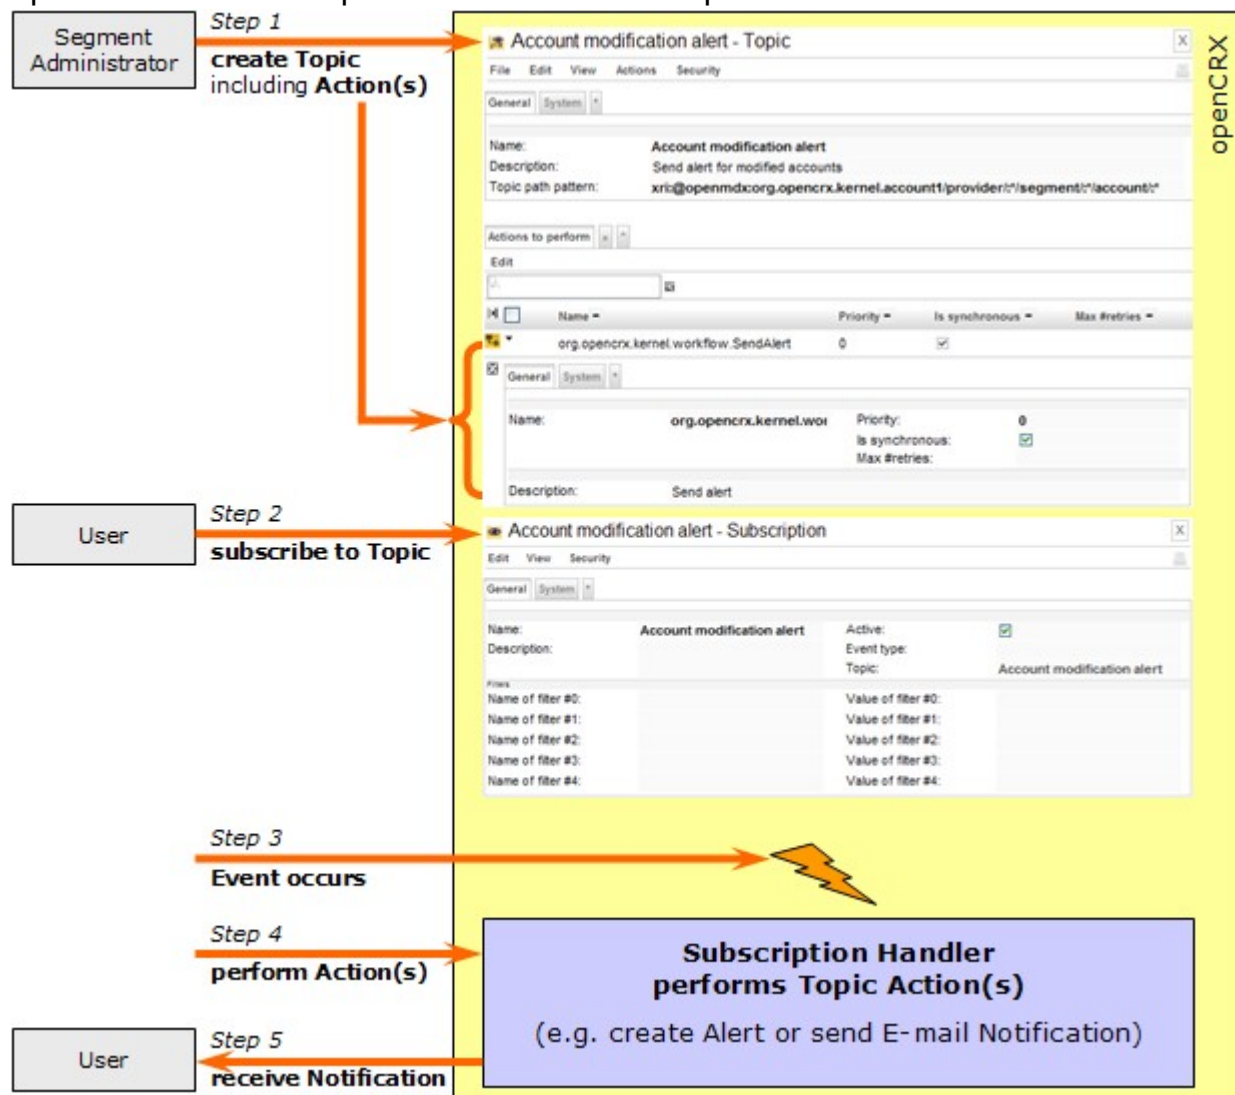 Step 1
Segment
Administrator
create Topic
including Action(s)
openCRX
Account modification alert - Topic
X
File Edit View Actions Security
General System *
Name: Account modification alert
Description: Send alert for modified accounts
Topic path pattern: xri:@openmdx:org.opencrx.kernel.account1/provider/:*/segment/:*/account/:*
Actions to perform » *
Edit
Name Priority Is synchronous Max #retries
org.opencrx.kernel.workflow.SendAlert 0
General System *
Name: org.opencrx.kernel.wor Priority: 0
Is synchronous:
Max #retries:
Description: Send alert
Step 2
User
subscribe to Topic
Account modification alert - Subscription
X
Edit View Security
General System *
Name: Account modification alert Active:
Description: Event type:
Topic: Account modification alert
Name of filter #0: Value of filter #0:
Name of filter #1: Value of filter #1:
Name of filter #2: Value of filter #2:
Name of filter #3: Value of filter #3:
Name of filter #4: Value of filter #4:
Step 3
Event occurs
Step 4
perform Action(s)
Subscription Handler
performs Topic Action(s)
(e.g. create Alert or send E-mail Notification)
Step 5
User
receive Notification